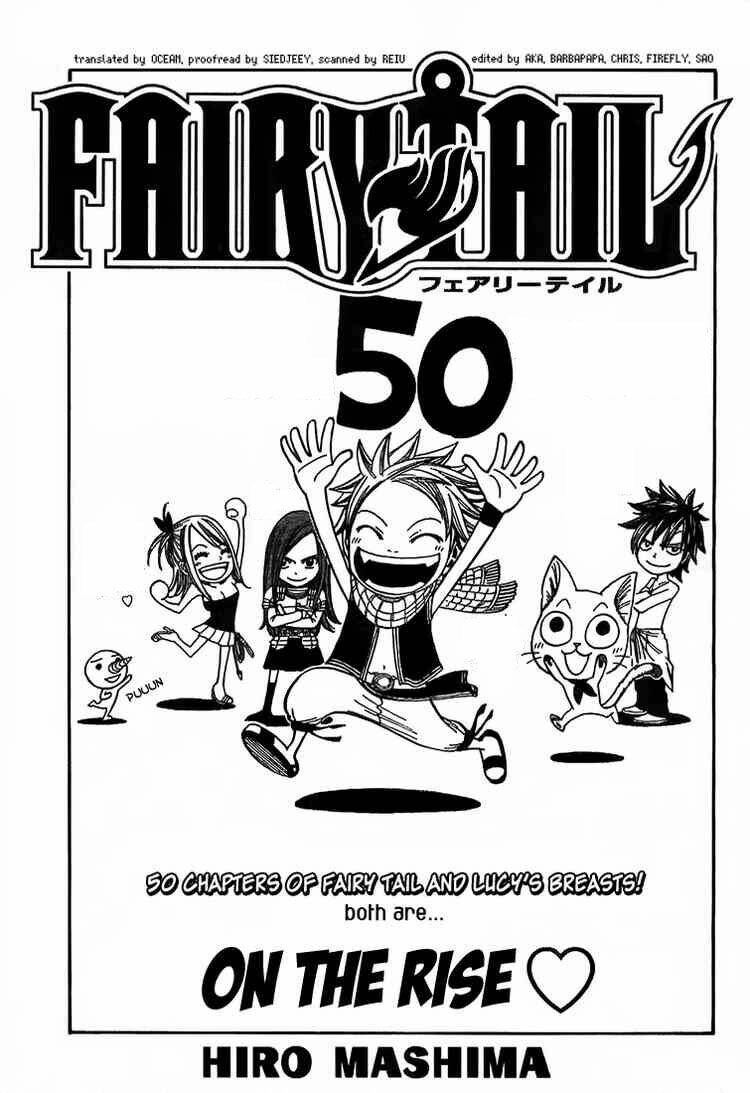 translated by OCEAN, proofread by SIEDJEEY, scanned by REIU edited by AKA, BARBAPAPA, CHRIS, FIREFLY, SAO
FAIRY TAIL
フェアリーテイル
50
PUUUN
50 CHAPTERS OF FAIRY TAIL AND LUCY'S BREASTS!
both are...
ON THE RISE ♡
HIRO MASHIMA